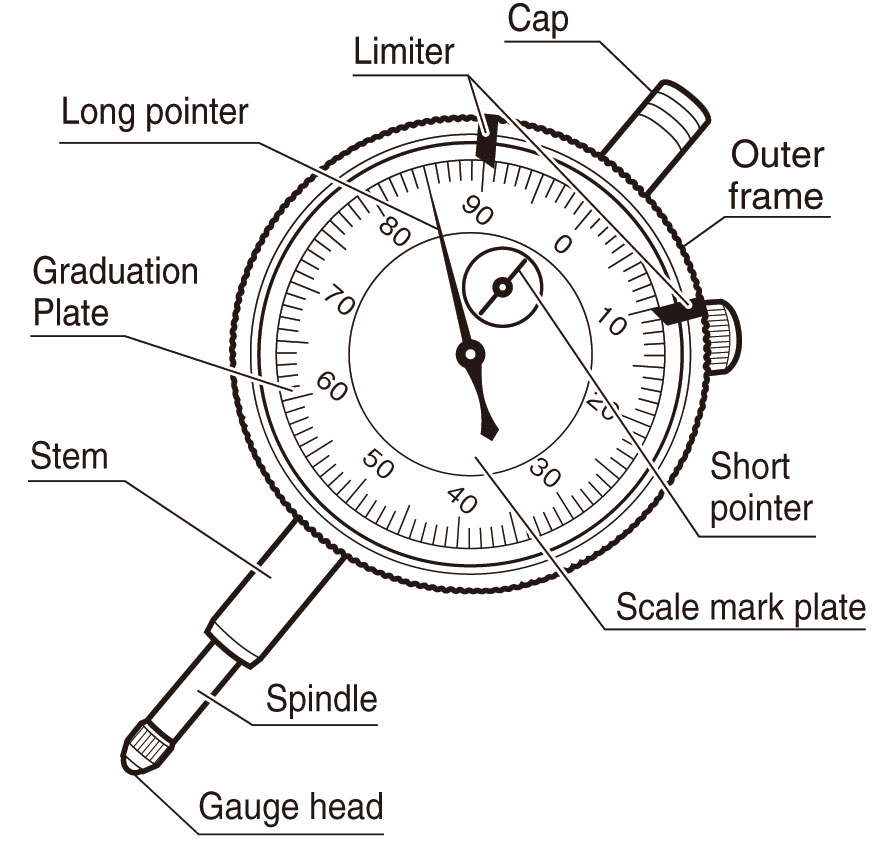 Cap
Limiter
Long pointer
Outer
frame
Graduation
Plate
90
80
0
70
10
60
20
50
30
40
Stem
Short
pointer
Scale mark plate
Spindle
Gauge head